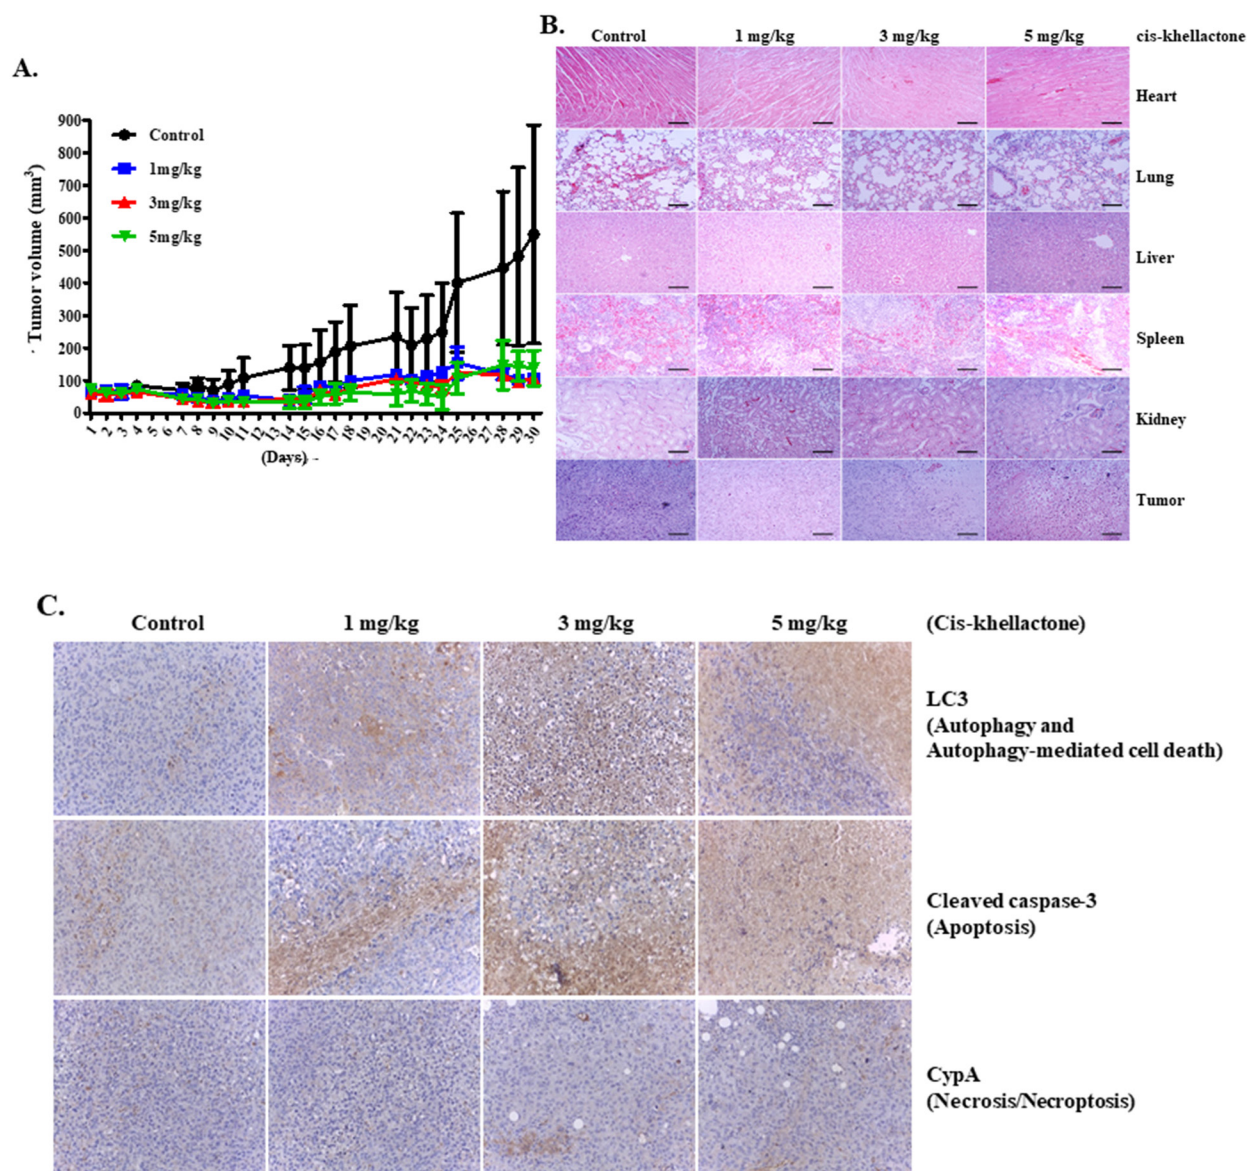 A.
900
800
700
600
500
400
300
200
100
0
Tumor volume (mm³)
Control
1mg/kg
3mg/kg
5mg/kg
1 2 3 4 5 6 7 8 9 10 11 12 13 14 15 16 17 18 19 20 21 22 23 24 25 26 27 28 29 30
(Days)
B.
Control 1 mg/kg 3 mg/kg 5 mg/kg cis-khellactone
Heart
Lung
Liver
Spleen
Kidney
Tumor
C.
Control 1 mg/kg 3 mg/kg 5 mg/kg (Cis-khellactone)
LC3
(Autophagy and
Autophagy-mediated cell death)
Cleaved caspase-3
(Apoptosis)
CypA
(Necrosis/Necroptosis)